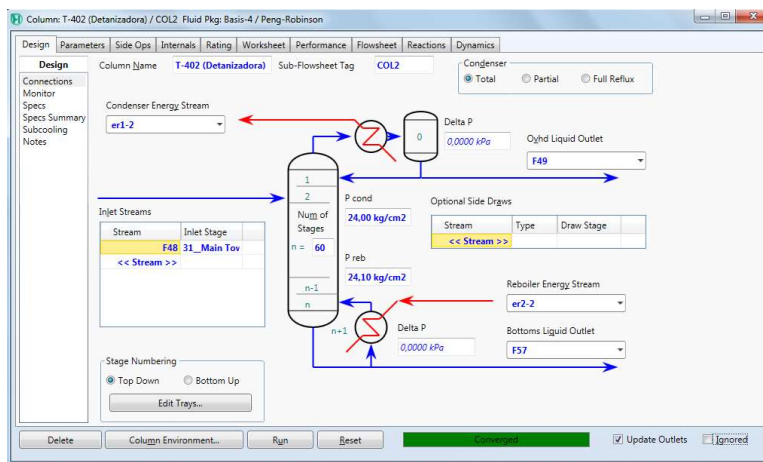 Column: T-402 (Detanizadora) / COL2 Fluid Pkg: Basis-4 / Peng-Robinson
Design Parameters Side Ops Internals Rating Worksheet Performance Flowsheet Reactions Dynamics
Design
Connections
Monitor
Specs
Specs Summary
Subcooling
Notes
Column Name T-402 (Detanizadora) Sub-Flowsheet Tag COL2
Condenser
Total Partial Full Reflux
Condenser Energy Stream
er1-2
0
Delta P
0,0000 kPa
Ovhd Liquid Outlet
F49
1
2
Num of
Stages
n = 60
n-1
n
n+1
Inlet Streams
Stream Inlet Stage
F48 31__Main Tov
<< Stream >>
P cond
24,00 kg/cm2
Optional Side Draws
Stream Type Draw Stage
<< Stream >>
P reb
24,10 kg/cm2
Reboiler Energy Stream
er2-2
Delta P
0,0000 kPa
Bottoms Liquid Outlet
F57
Stage Numbering
Top Down Bottom Up
Edit Trays...
Delete Column Environment... Run Reset Converged Update Outlets Ignored